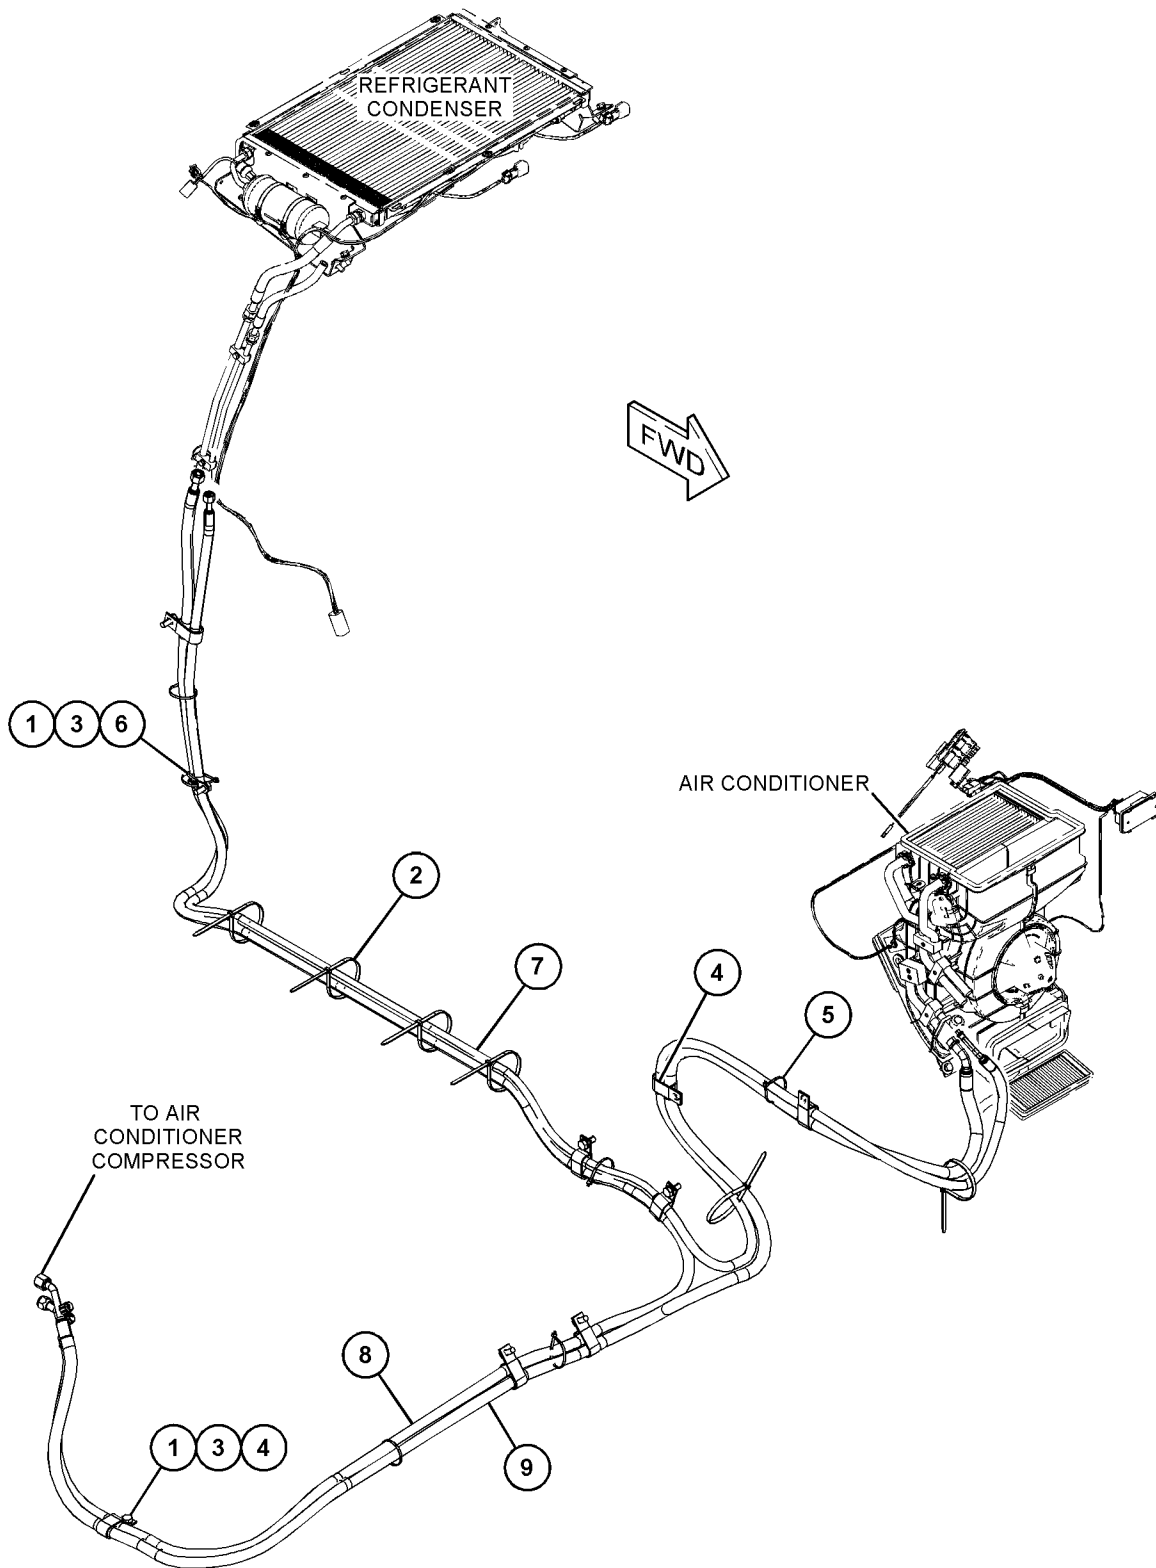 REFRIGERANT
CONDENSER
FWD
1 3 6
AIR CONDITIONER
2
7
4
5
TO AIR
CONDITIONER
COMPRESSOR
8
1 3 4
9